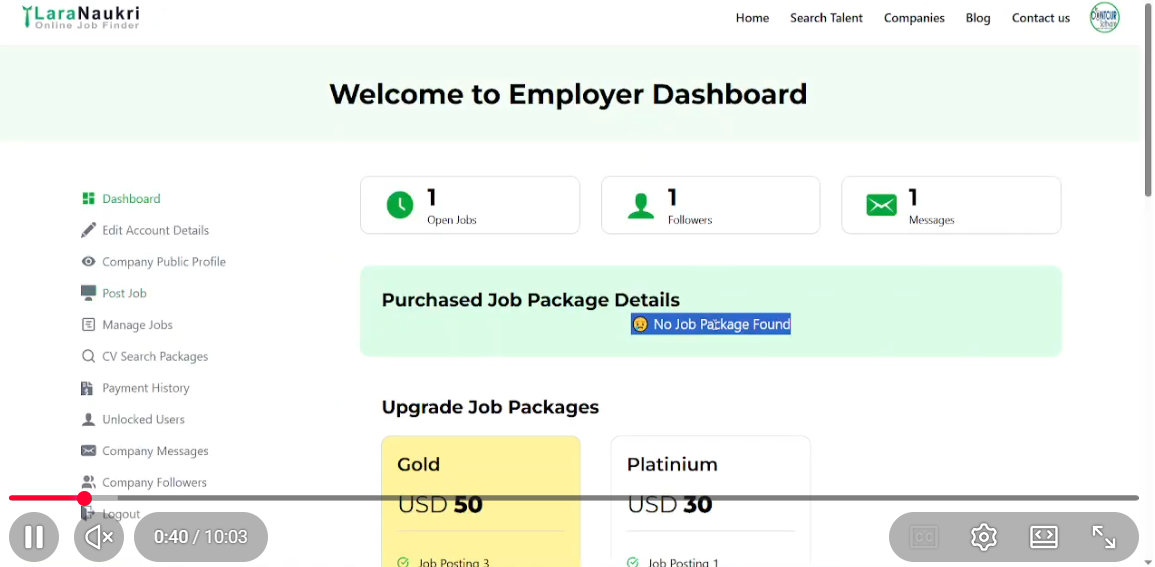 LaraNaukri
Online Job Finder
Home Search Talent Companies Blog Contact us
Welcome to Employer Dashboard
Dashboard
Edit Account Details
Company Public Profile
Post Job
Manage Jobs
CV Search Packages
Payment History
Unlocked Users
Company Messages
Company Followers
Logout
1
Open Jobs
1
Followers
1
Messages
Purchased Job Package Details
No Job Package Found
Upgrade Job Packages
Gold
USD 50
Job Posting 3
Platinium
USD 30
Job Posting 1
0:40 / 10:03
CC